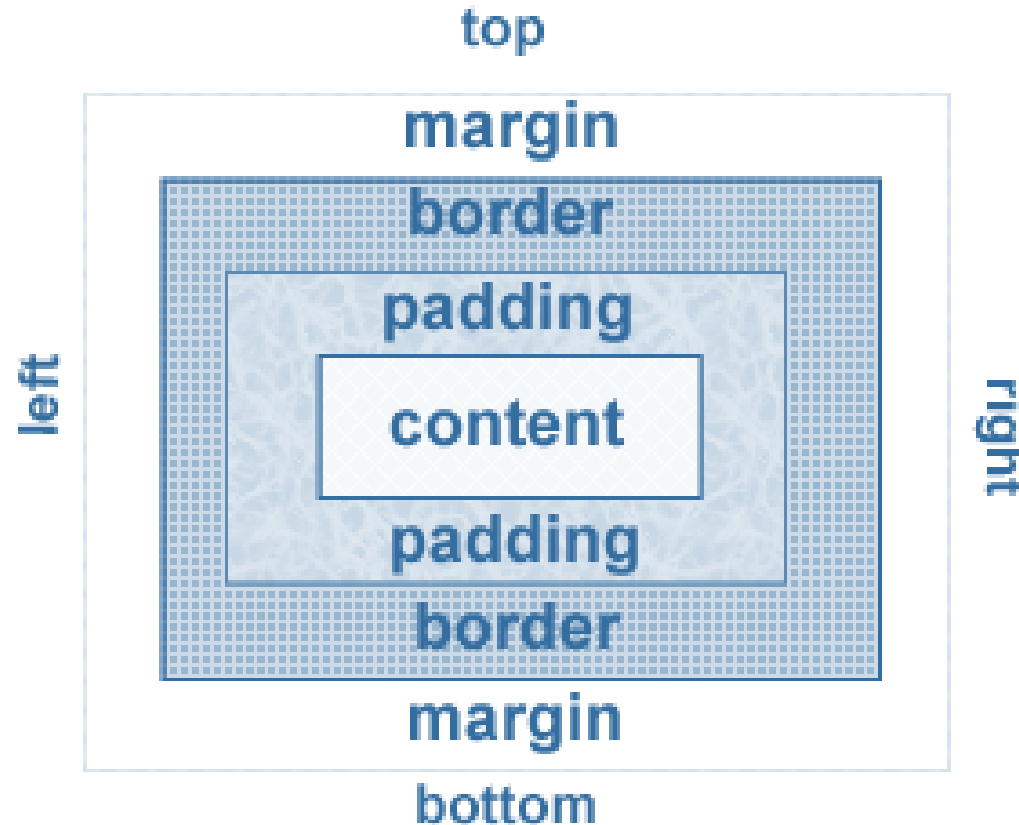 top
margin
border
padding
left
content
right
padding
border
margin
bottom